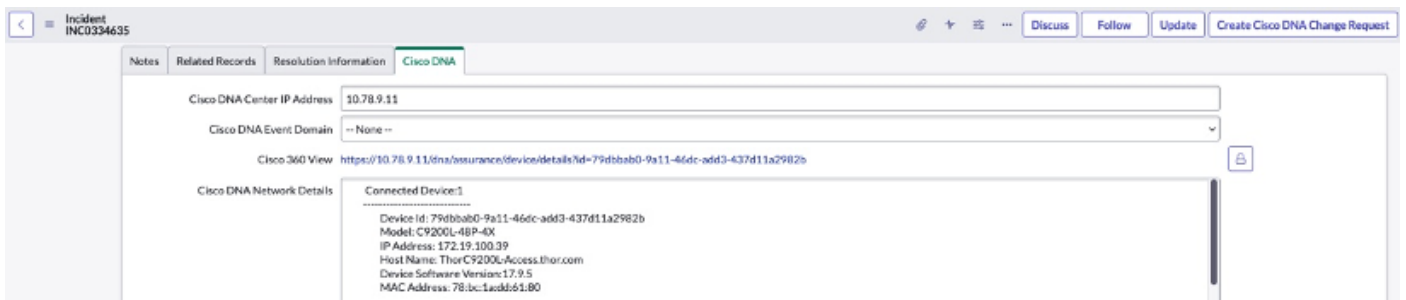 Incident
INC0334635
Discuss Follow Update Create Cisco DNA Change Request
Notes Related Records Resolution Information Cisco DNA
Cisco DNA Center IP Address 10.78.9.11
Cisco DNA Event Domain -- None --
Cisco 360 View https://10.78.9.11/dna/assurance/device/details?id=79dbbab0-9a11-46dc-add3-437d11a2982b
Cisco DNA Network Details Connected Device:1
------------------------------
Device Id: 79dbbab0-9a11-46dc-add3-437d11a2982b
Model: C9200L-48P-4X
IP Address: 172.19.100.39
Host Name: ThorC9200L-Access.thor.com
Device Software Version:17.9.5
MAC Address: 78:bc:1a:dd:61:80